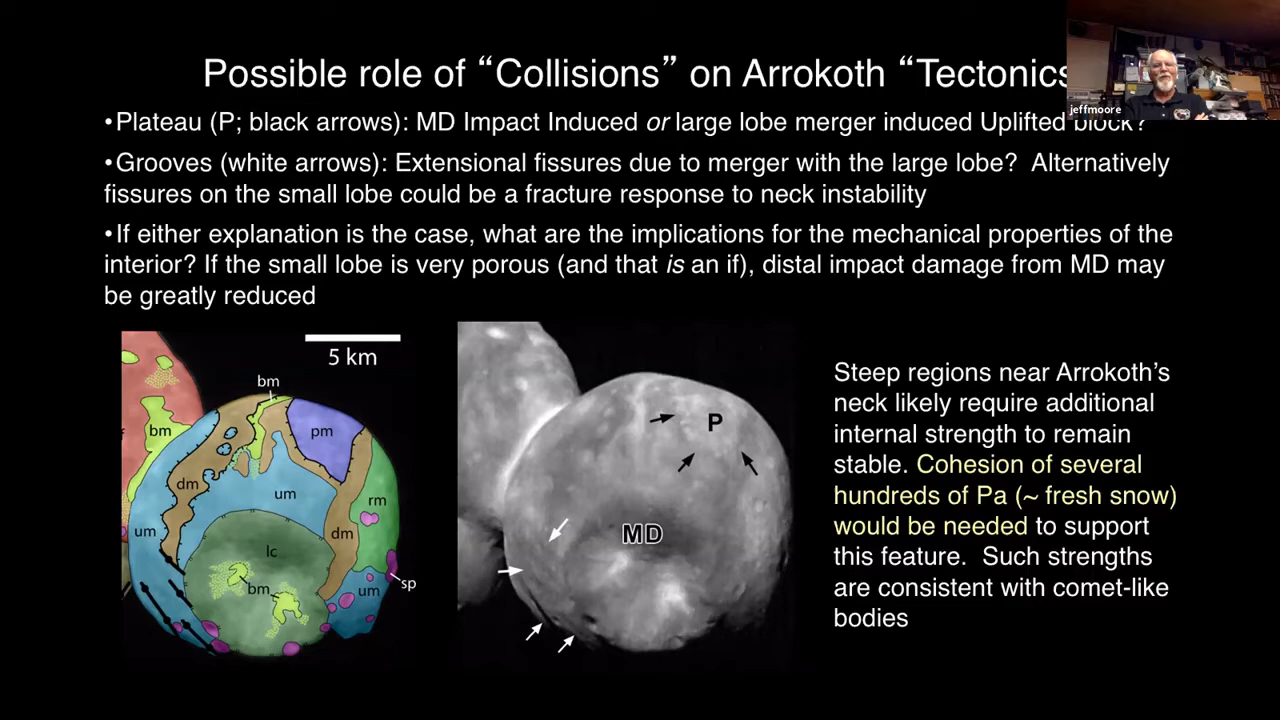 Possible role of “Collisions” on Arrokoth “Tectonics
jeffmoore
•Plateau (P; black arrows): MD Impact Induced or large lobe merger induced Uplifted block?
•Grooves (white arrows): Extensional fissures due to merger with the large lobe?  Alternatively
fissures on the small lobe could be a fracture response to neck instability
•If either explanation is the case, what are the implications for the mechanical properties of the
interior? If the small lobe is very porous (and that is an if), distal impact damage from MD may
be greatly reduced
5 km
bm
bm
pm
dm
um
rm
um
lc
dm
bm
um
sp
P
MD
Steep regions near Arrokoth’s
neck likely require additional
internal strength to remain
stable. Cohesion of several
hundreds of Pa (~ fresh snow)
would be needed to support
this feature.  Such strengths
are consistent with comet-like
bodies